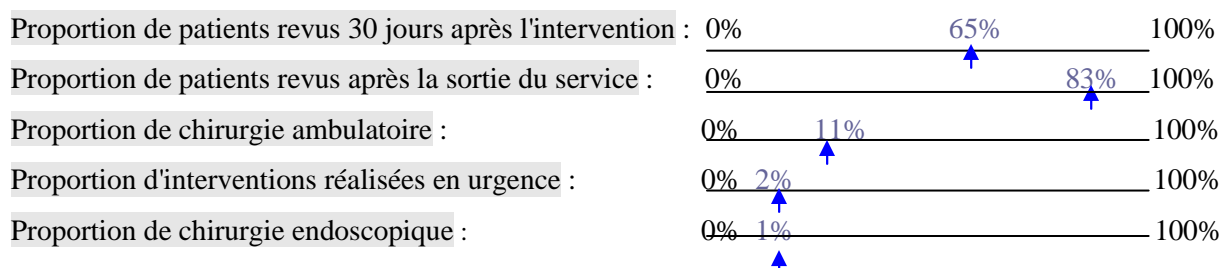 Proportion de patients revus 30 jours après l'intervention : 0% 65% 100%
Proportion de patients revus après la sortie du service : 0% 83% 100%
Proportion de chirurgie ambulatoire : 0% 11% 100%
Proportion d'interventions réalisées en urgence : 0% 2% 100%
Proportion de chirurgie endoscopique : 0% 1% 100%